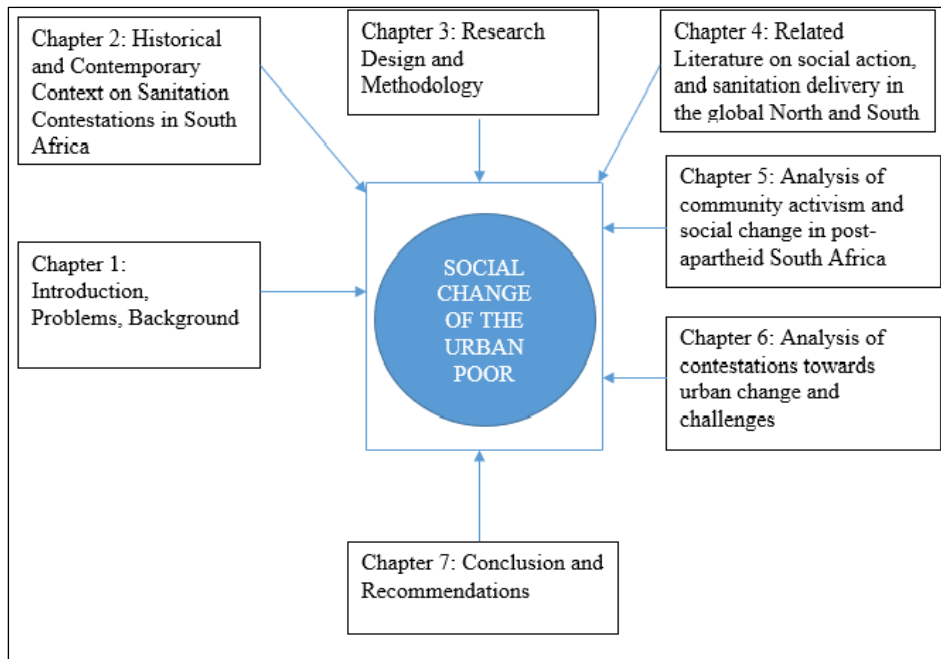 Chapter 2: Historical
and Contemporary
Context on Sanitation
Contestations in South
Africa
Chapter 3: Research
Design and
Methodology
Chapter 4: Related
Literature on social action,
and sanitation delivery in
the global North and South
Chapter 1:
Introduction,
Problems, Background
SOCIAL
CHANGE
OF THE
URBAN
POOR
Chapter 5: Analysis of
community activism and
social change in post-
apartheid South Africa
Chapter 6: Analysis of
contestations towards
urban change and
challenges
Chapter 7: Conclusion and
Recommendations